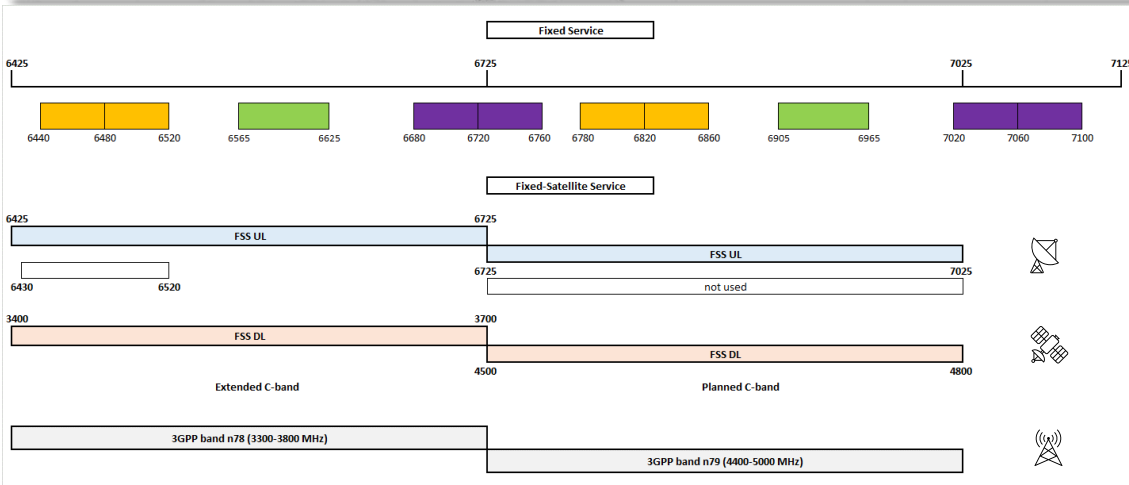 Fixed Service
6425 6725 7025 7125
6440 6480 6520 6565 6625 6680 6720 6760 6780 6820 6860 6905 6965 7020 7060 7100
Fixed-Satellite Service
6425 6725
FSS UL
FSS UL
6430 6520 6725 7025
not used
3400 3700
FSS DL
FSS DL
4500 4800
Extended C-band Planned C-band
3GPP band n78 (3300-3800 MHz)
3GPP band n79 (4400-5000 MHz)